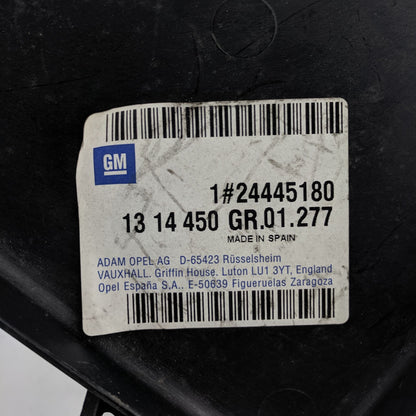 GM
1#24445180
13 14 450 GR.01.277
MADE IN SPAIN
ADAM OPEL AG D-65423 Rüsselsheim
VAUXHALL. Griffin House. Luton LU1 3YT, England
Opel España S.A.. E-50639 Figueruelas Zaragoza